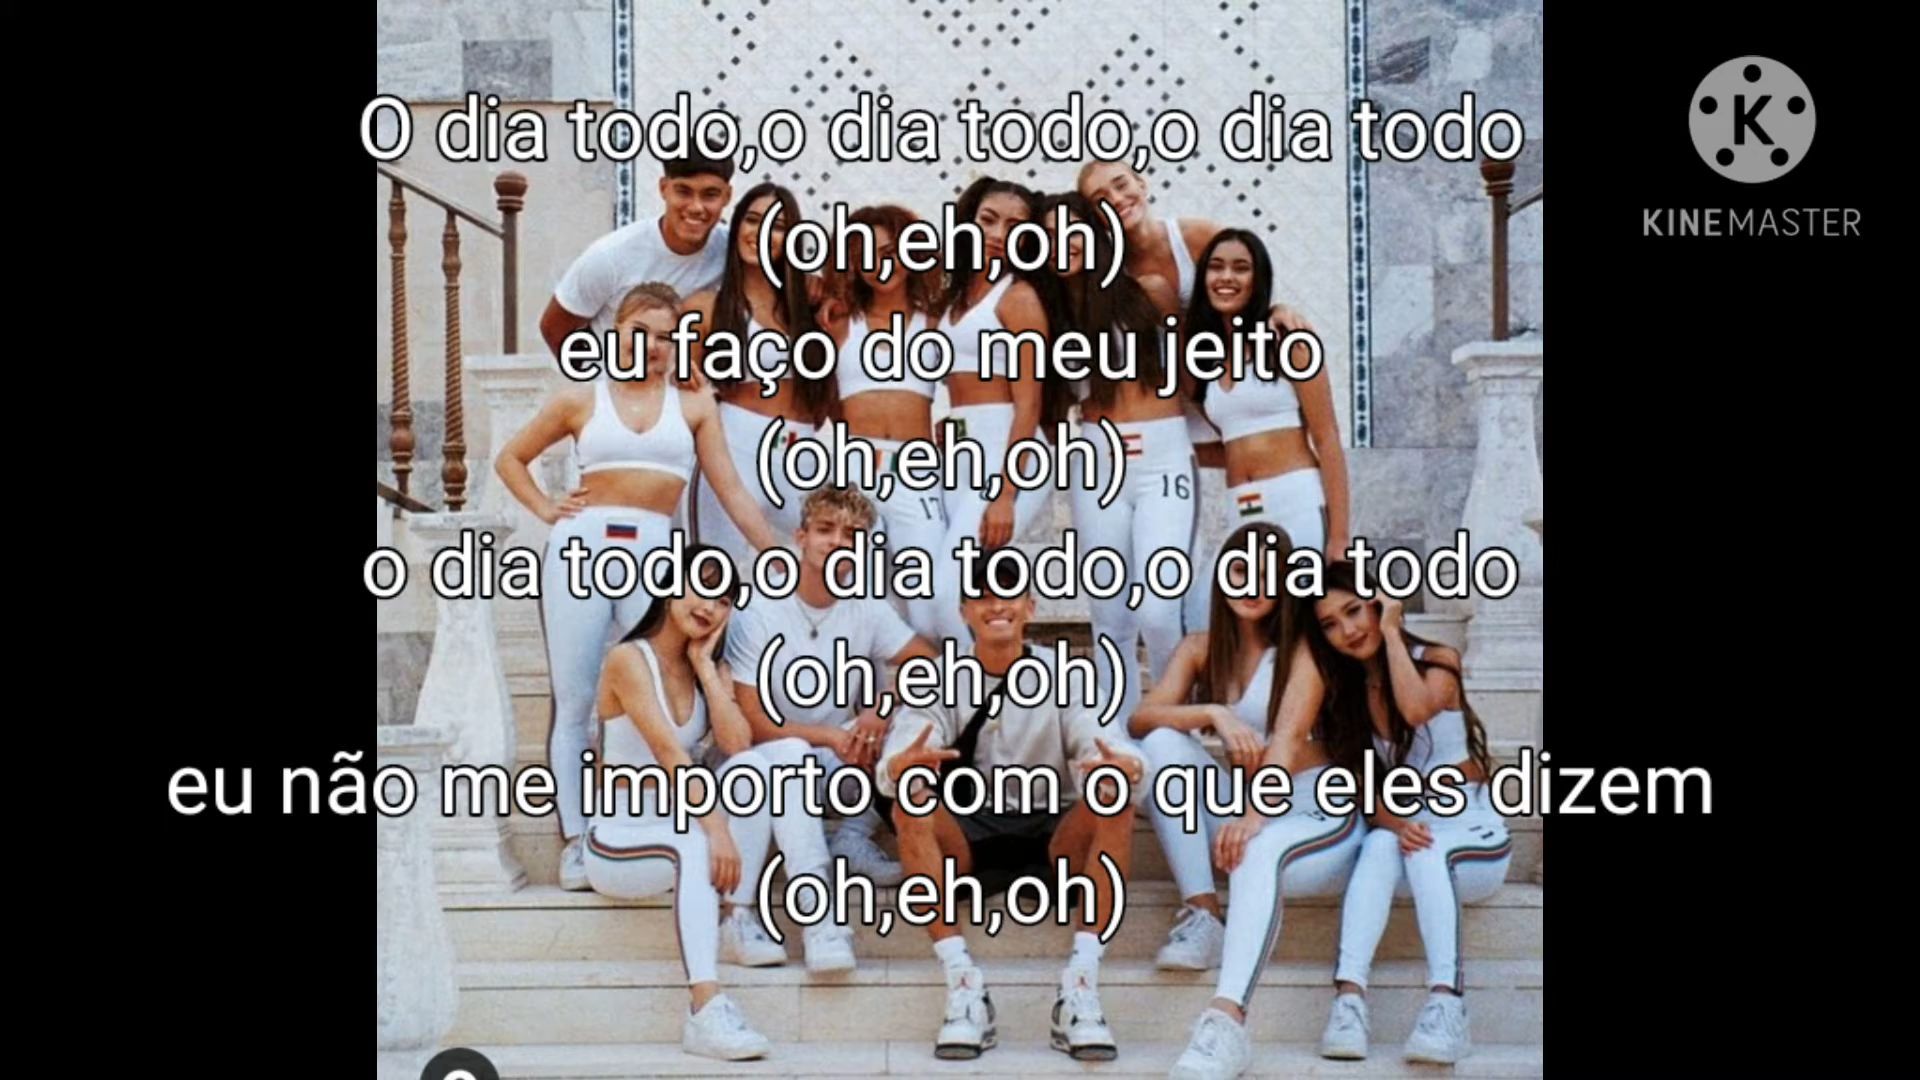 O dia todo,o dia todo,o dia todo
(oh,eh,oh)
eu faço do meu jeito
(oh,eh,oh)
o dia todo,o dia todo,o dia todo
(oh,eh,oh)
eu não me importo com o que eles dizem
(oh,eh,oh)
K
KINEMASTER
17
16